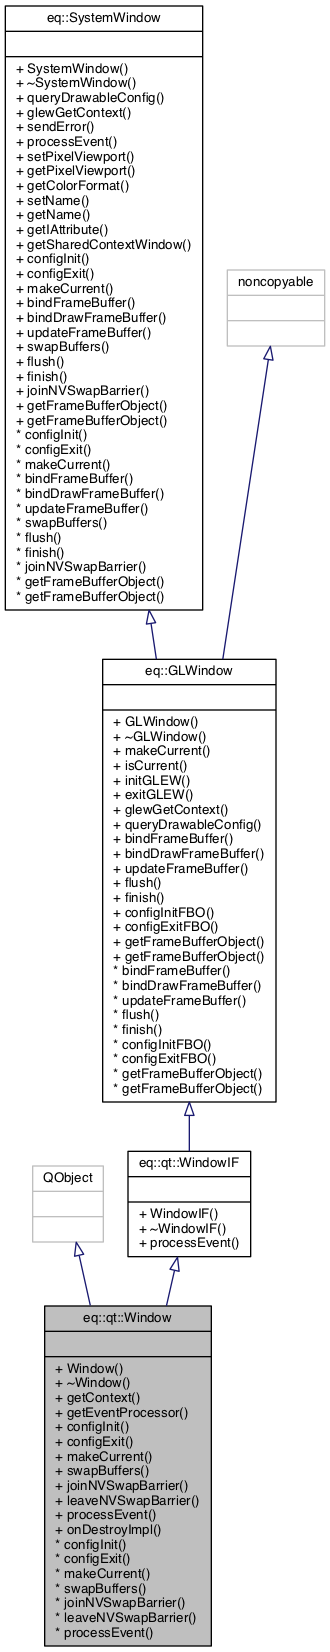 eq::SystemWindow
+ SystemWindow()
+ ~SystemWindow()
+ queryDrawableConfig()
+ glewGetContext()
+ sendError()
+ processEvent()
+ setPixelViewport()
+ getPixelViewport()
+ getColorFormat()
+ setName()
+ getName()
+ getIAttribute()
+ getSharedContextWindow()
+ configInit()
+ configExit()
+ makeCurrent()
+ bindFrameBuffer()
+ bindDrawFrameBuffer()
+ updateFrameBuffer()
+ swapBuffers()
+ flush()
+ finish()
+ joinNVSwapBarrier()
+ getFrameBufferObject()
+ getFrameBufferObject()
* configInit()
* configExit()
* makeCurrent()
* bindFrameBuffer()
* bindDrawFrameBuffer()
* updateFrameBuffer()
* swapBuffers()
* flush()
* finish()
* joinNVSwapBarrier()
* getFrameBufferObject()
* getFrameBufferObject()
noncopyable
eq::GLWindow
+ GLWindow()
+ ~GLWindow()
+ makeCurrent()
+ isCurrent()
+ initGLEW()
+ exitGLEW()
+ glewGetContext()
+ queryDrawableConfig()
+ bindFrameBuffer()
+ bindDrawFrameBuffer()
+ updateFrameBuffer()
+ flush()
+ finish()
+ configInitFBO()
+ configExitFBO()
+ getFrameBufferObject()
+ getFrameBufferObject()
* bindFrameBuffer()
* bindDrawFrameBuffer()
* updateFrameBuffer()
* flush()
* finish()
* configInitFBO()
* configExitFBO()
* getFrameBufferObject()
* getFrameBufferObject()
QObject
eq::qt::WindowIF
+ WindowIF()
+ ~WindowIF()
+ processEvent()
eq::qt::Window
+ Window()
+ ~Window()
+ getContext()
+ getEventProcessor()
+ configInit()
+ configExit()
+ makeCurrent()
+ swapBuffers()
+ joinNVSwapBarrier()
+ leaveNVSwapBarrier()
+ processEvent()
+ onDestroyImpl()
* configInit()
* configExit()
* makeCurrent()
* swapBuffers()
* joinNVSwapBarrier()
* leaveNVSwapBarrier()
* processEvent()